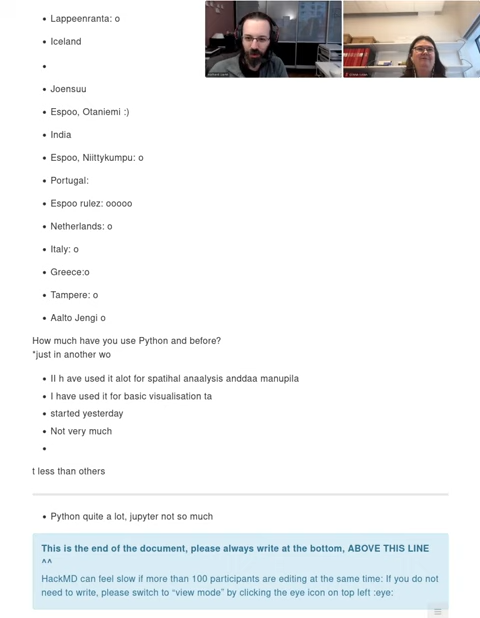 Lappeenranta: o
Iceland
Joensuu
Espoo, Otaniemi :)
India
Espoo, Niittykumpu: o
Portugal:
Espoo rulez: ooooo
Netherlands: o
Italy: o
Greece:o
Tampere: o
Aalto Jengi o
How much have you use Python and before?
*just in another wo
II h ave used it alot for spatihal anaalysis anddaa manupila
I have used it for basic visualisation ta
started yesterday
Not very much
t less than others
Python quite a lot, jupyter not so much
This is the end of the document, please always write at the bottom, ABOVE THIS LINE
^^
HackMD can feel slow if more than 100 participants are editing at the same time: If you do not
need to write, please switch to “view mode” by clicking the eye icon on top left :eye: